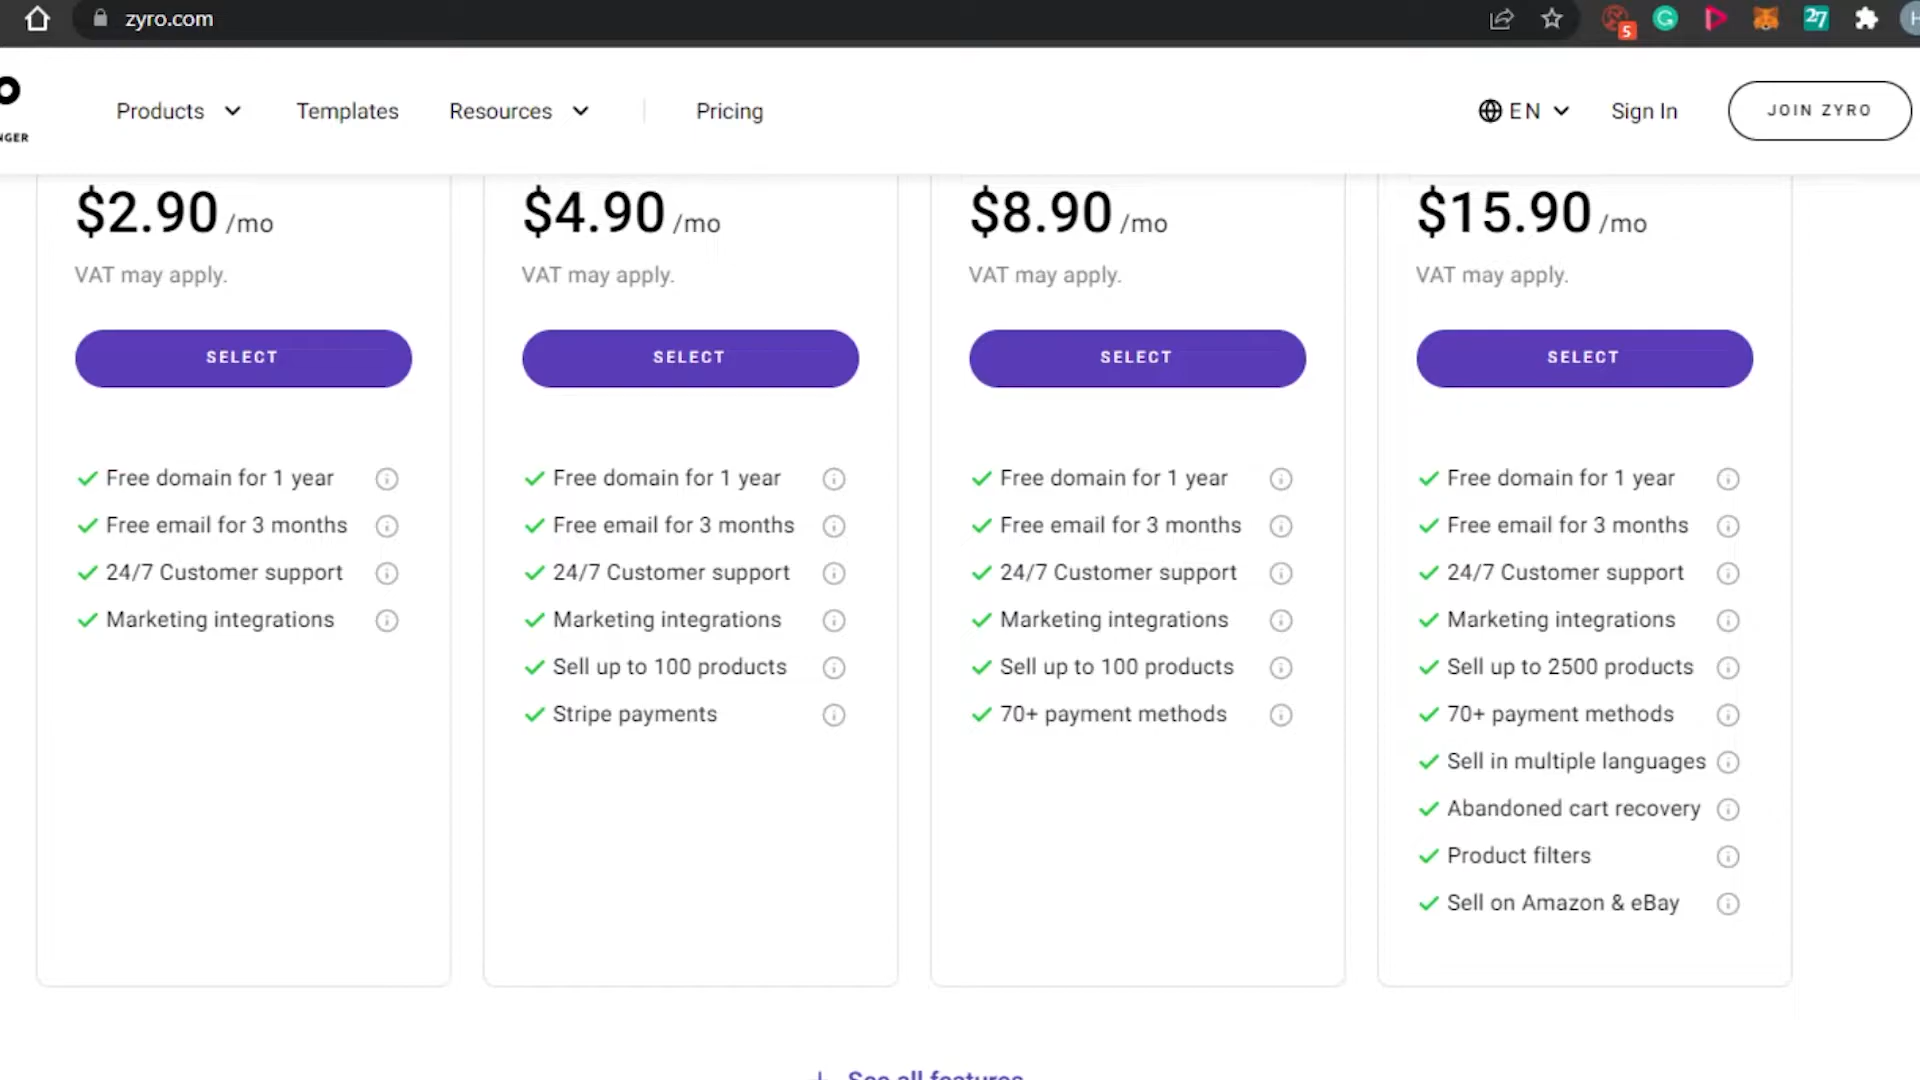 zyro.com
5
27
NGER
Products
Templates
Resources
Pricing
EN
Sign In
JOIN ZYRO
$2.90 /mo
VAT may apply.
SELECT
Free domain for 1 year
Free email for 3 months
24/7 Customer support
Marketing integrations
$4.90 /mo
VAT may apply.
SELECT
Free domain for 1 year
Free email for 3 months
24/7 Customer support
Marketing integrations
Sell up to 100 products
Stripe payments
$8.90 /mo
VAT may apply.
SELECT
Free domain for 1 year
Free email for 3 months
24/7 Customer support
Marketing integrations
Sell up to 100 products
70+ payment methods
$15.90 /mo
VAT may apply.
SELECT
Free domain for 1 year
Free email for 3 months
24/7 Customer support
Marketing integrations
Sell up to 2500 products
70+ payment methods
Sell in multiple languages
Abandoned cart recovery
Product filters
Sell on Amazon & eBay
+ See all features